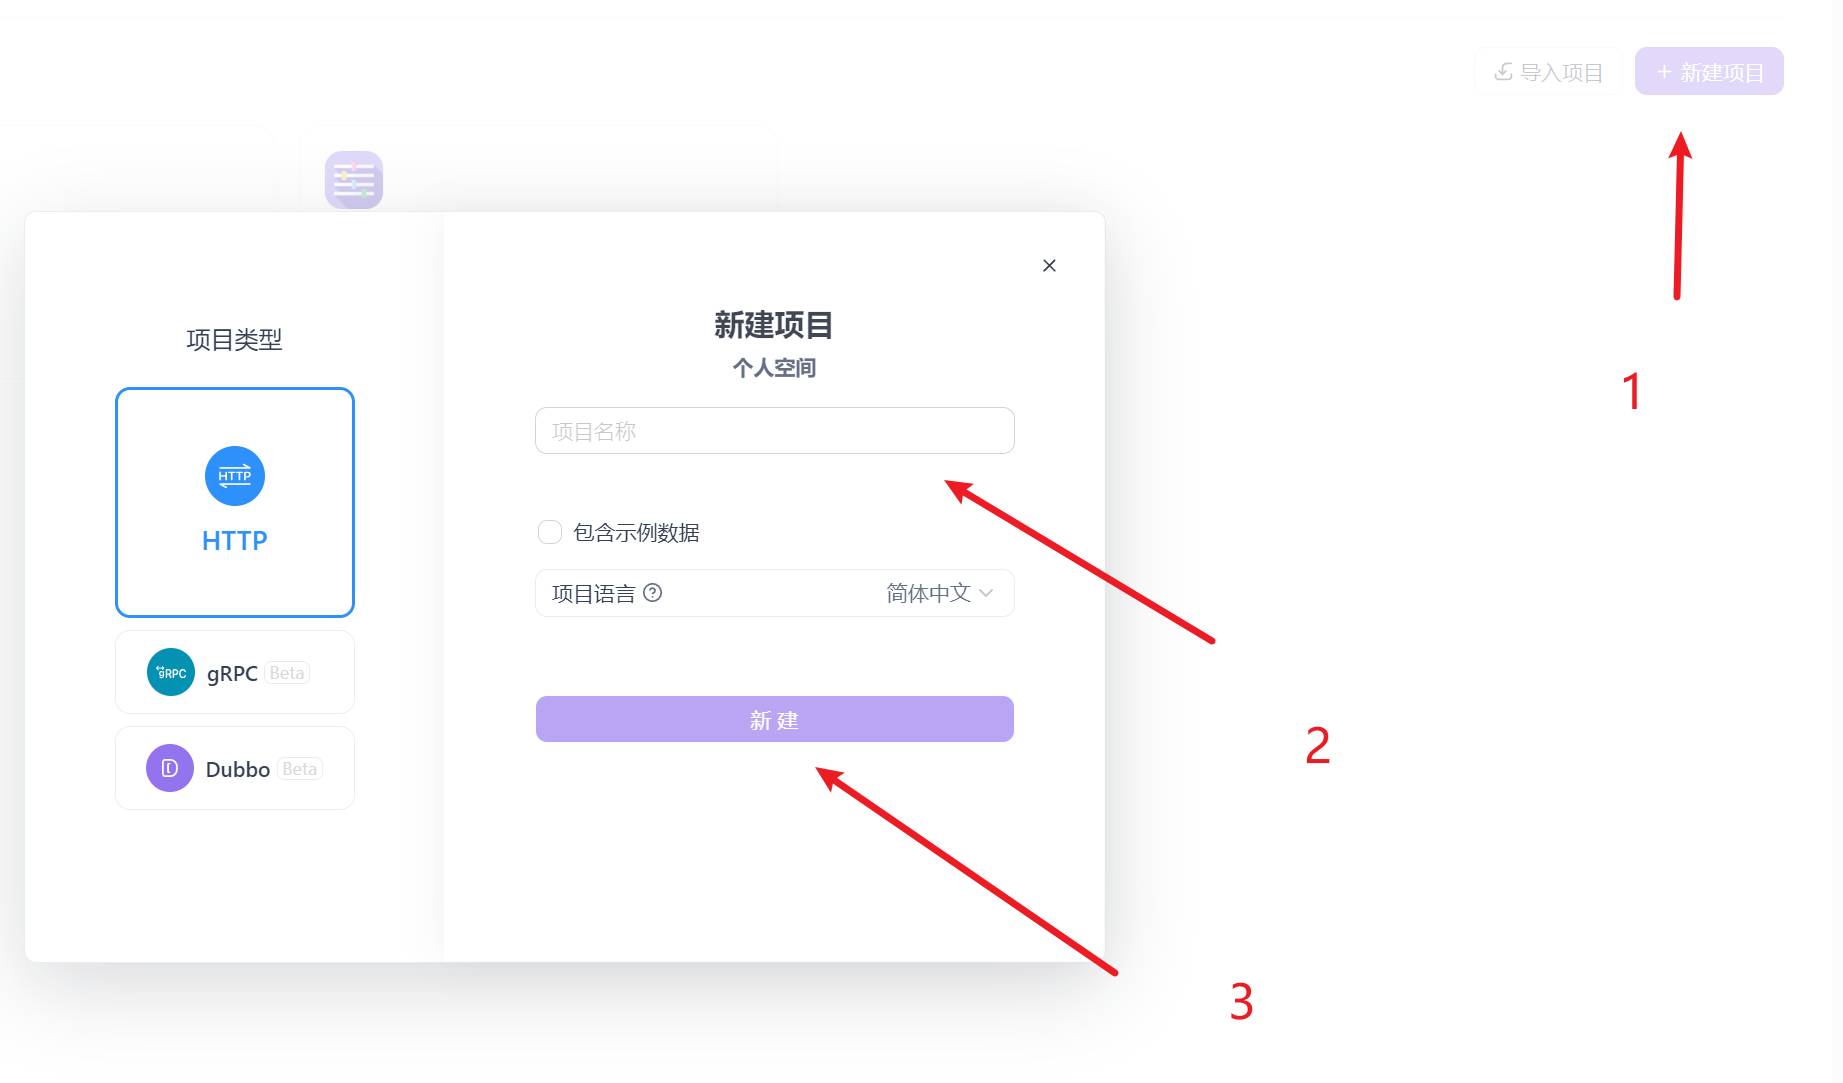 导入项目
+ 新建项目
1
项目类型
HTTP
HTTP
gRPC
gRPC Beta
Dubbo Beta
新建项目
个人空间
项目名称
包含示例数据
项目语言 ? 简体中文
新 建
2
3